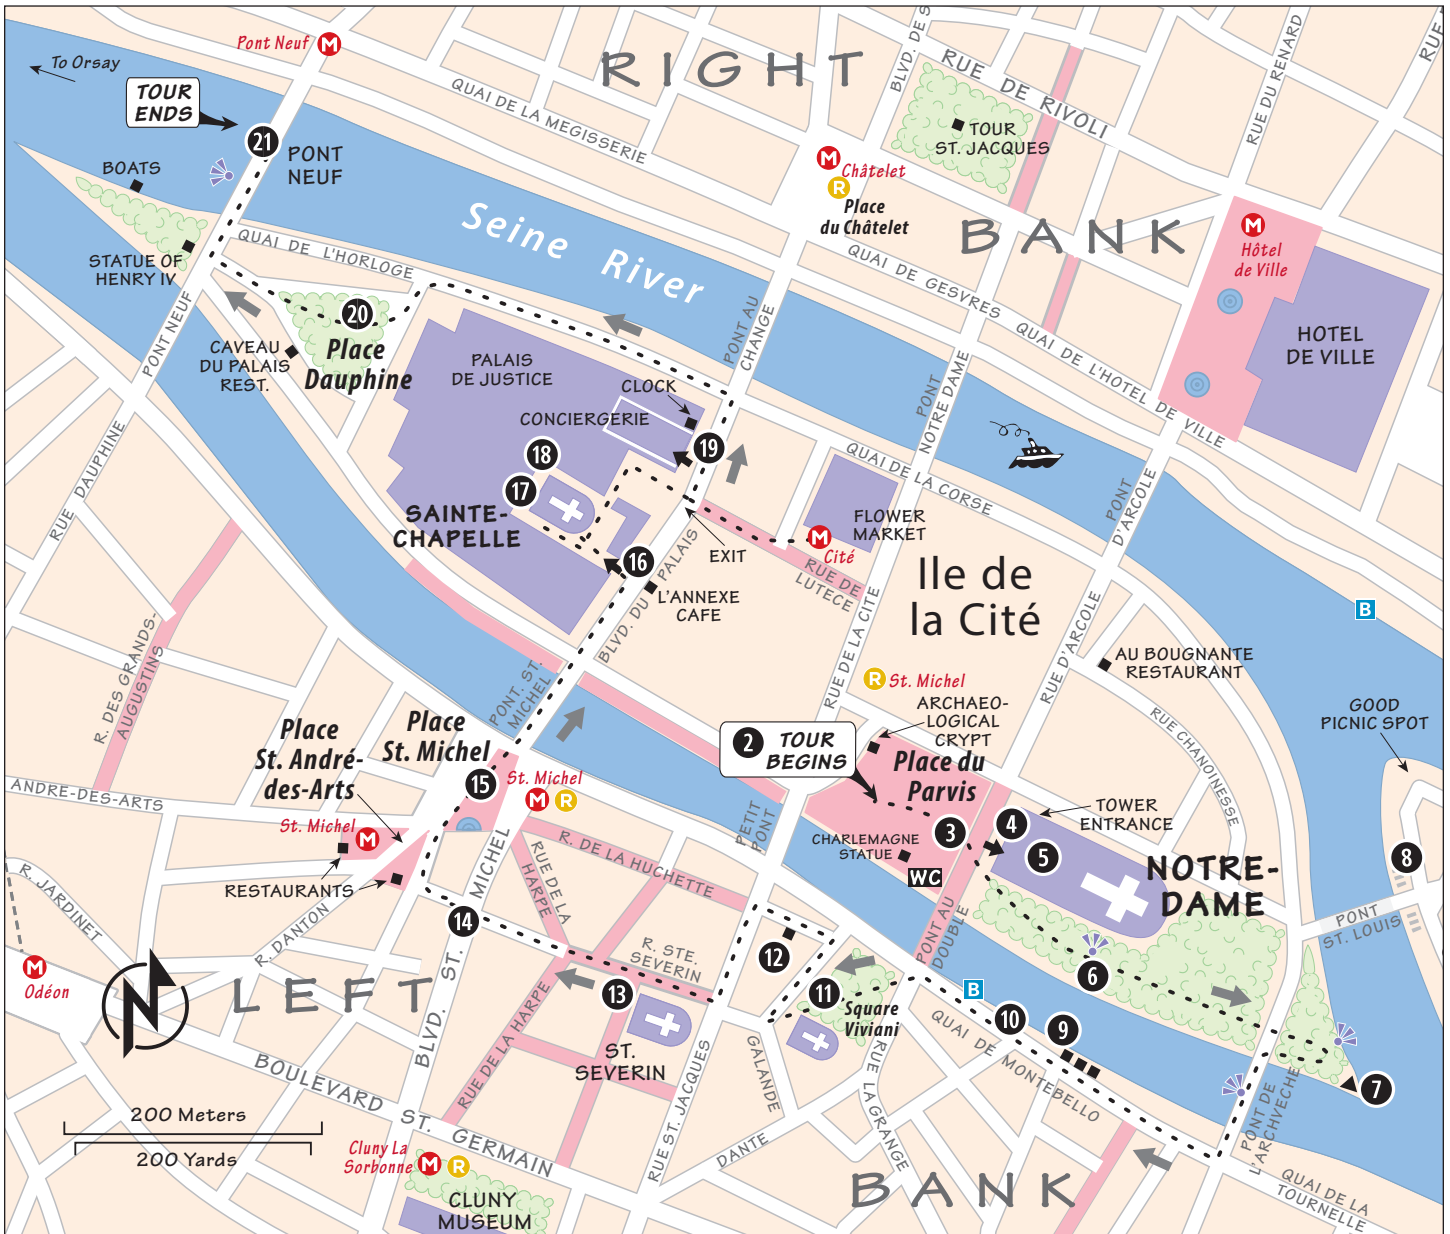 Pont Neuf
M
To Orsay
TOUR
ENDS
21
PONT
NEUF
BOATS
STATUE OF
HENRY IV
QUAI DE LA MEGISSERIE
RIGHT
BANK
BLVD. DE S
RUE DE RIVOLI
RUE DU RENARD
RUE
TOUR
ST. JACQUES
M
Châtelet
R
Place
du Châtelet
M
Hôtel
de Ville
HOTEL
DE VILLE
Seine River
QUAI DE L'HORLOGE
QUAI DE GESVRES
QUAI DE L'HOTEL DE VILLE
PONT AU
CHANGE
PONT
NOTRE DAME
PONT
D'ARCOLE
20
Place
Dauphine
CAVEAU
DU PALAIS
REST.
PONT NEUF
RUE DAUPHINE
PALAIS
DE JUSTICE
CLOCK
CONCIERGERIE
19
18
17
SAINTE-
CHAPELLE
16
EXIT
L'ANNEXE
CAFE
BLVD. DU PALAIS
QUAI DE LA CORSE
FLOWER
MARKET
M
Cité
RUE DE
LUTECE
Ile de
la Cité
B
RUE DE LA CITE
RUE D'ARCOLE
AU BOUGNANTE
RESTAURANT
RUE CHANOINESSE
GOOD
PICNIC SPOT
R
St. Michel
ARCHAEO-
LOGICAL
CRYPT
2
TOUR
BEGINS
Place du
Parvis
3
4
5
TOWER
ENTRANCE
CHARLEMAGNE
STATUE
WC
NOTRE-
DAME
8
PONT
ST. LOUIS
R. DES GRANDS-
AUGUSTINS
PONT. ST.
MICHEL
Place
St. Michel
15
Place
St. André-
des-Arts
St. Michel
M
R
St. Michel
M
ANDRE-DES-ARTS
RESTAURANTS
R. JARDINET
R. DANTON
M
Odéon
N
LEFT
BANK
14
BLVD. ST. MICHEL
RUE DE LA
HARPE
R. DE LA HUCHETTE
PETIT
PONT
R. STE.
SEVERIN
13
ST.
SEVERIN
RUE DE LA HARPE
12
11
Square
Viviani
PONT AU
DOUBLE
B
10
9
6
7
QUAI DE MONTEBELLO
PONT DE
L'ARCHVECHE
QUAI DE LA
TOURNELLE
GALANDE
DANTE
RUE LAGRANGE
RUE ST. JACQUES
BOULEVARD ST. GERMAIN
200 Meters
200 Yards
Cluny La
Sorbonne
M
R
CLUNY
MUSEUM